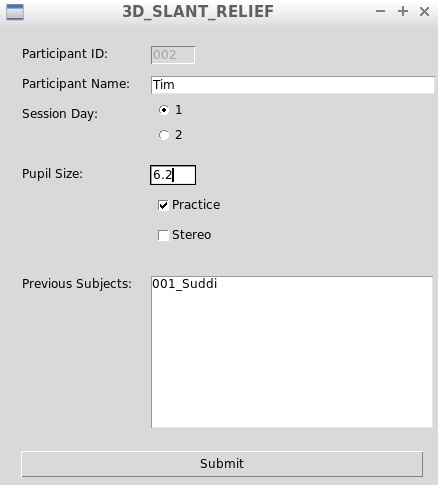 3D_SLANT_RELIEF
Participant ID: 002
Participant Name: Tim
Session Day: 1
2
Pupil Size: 6.2
Practice
Stereo
Previous Subjects: 001_Suddi
Submit